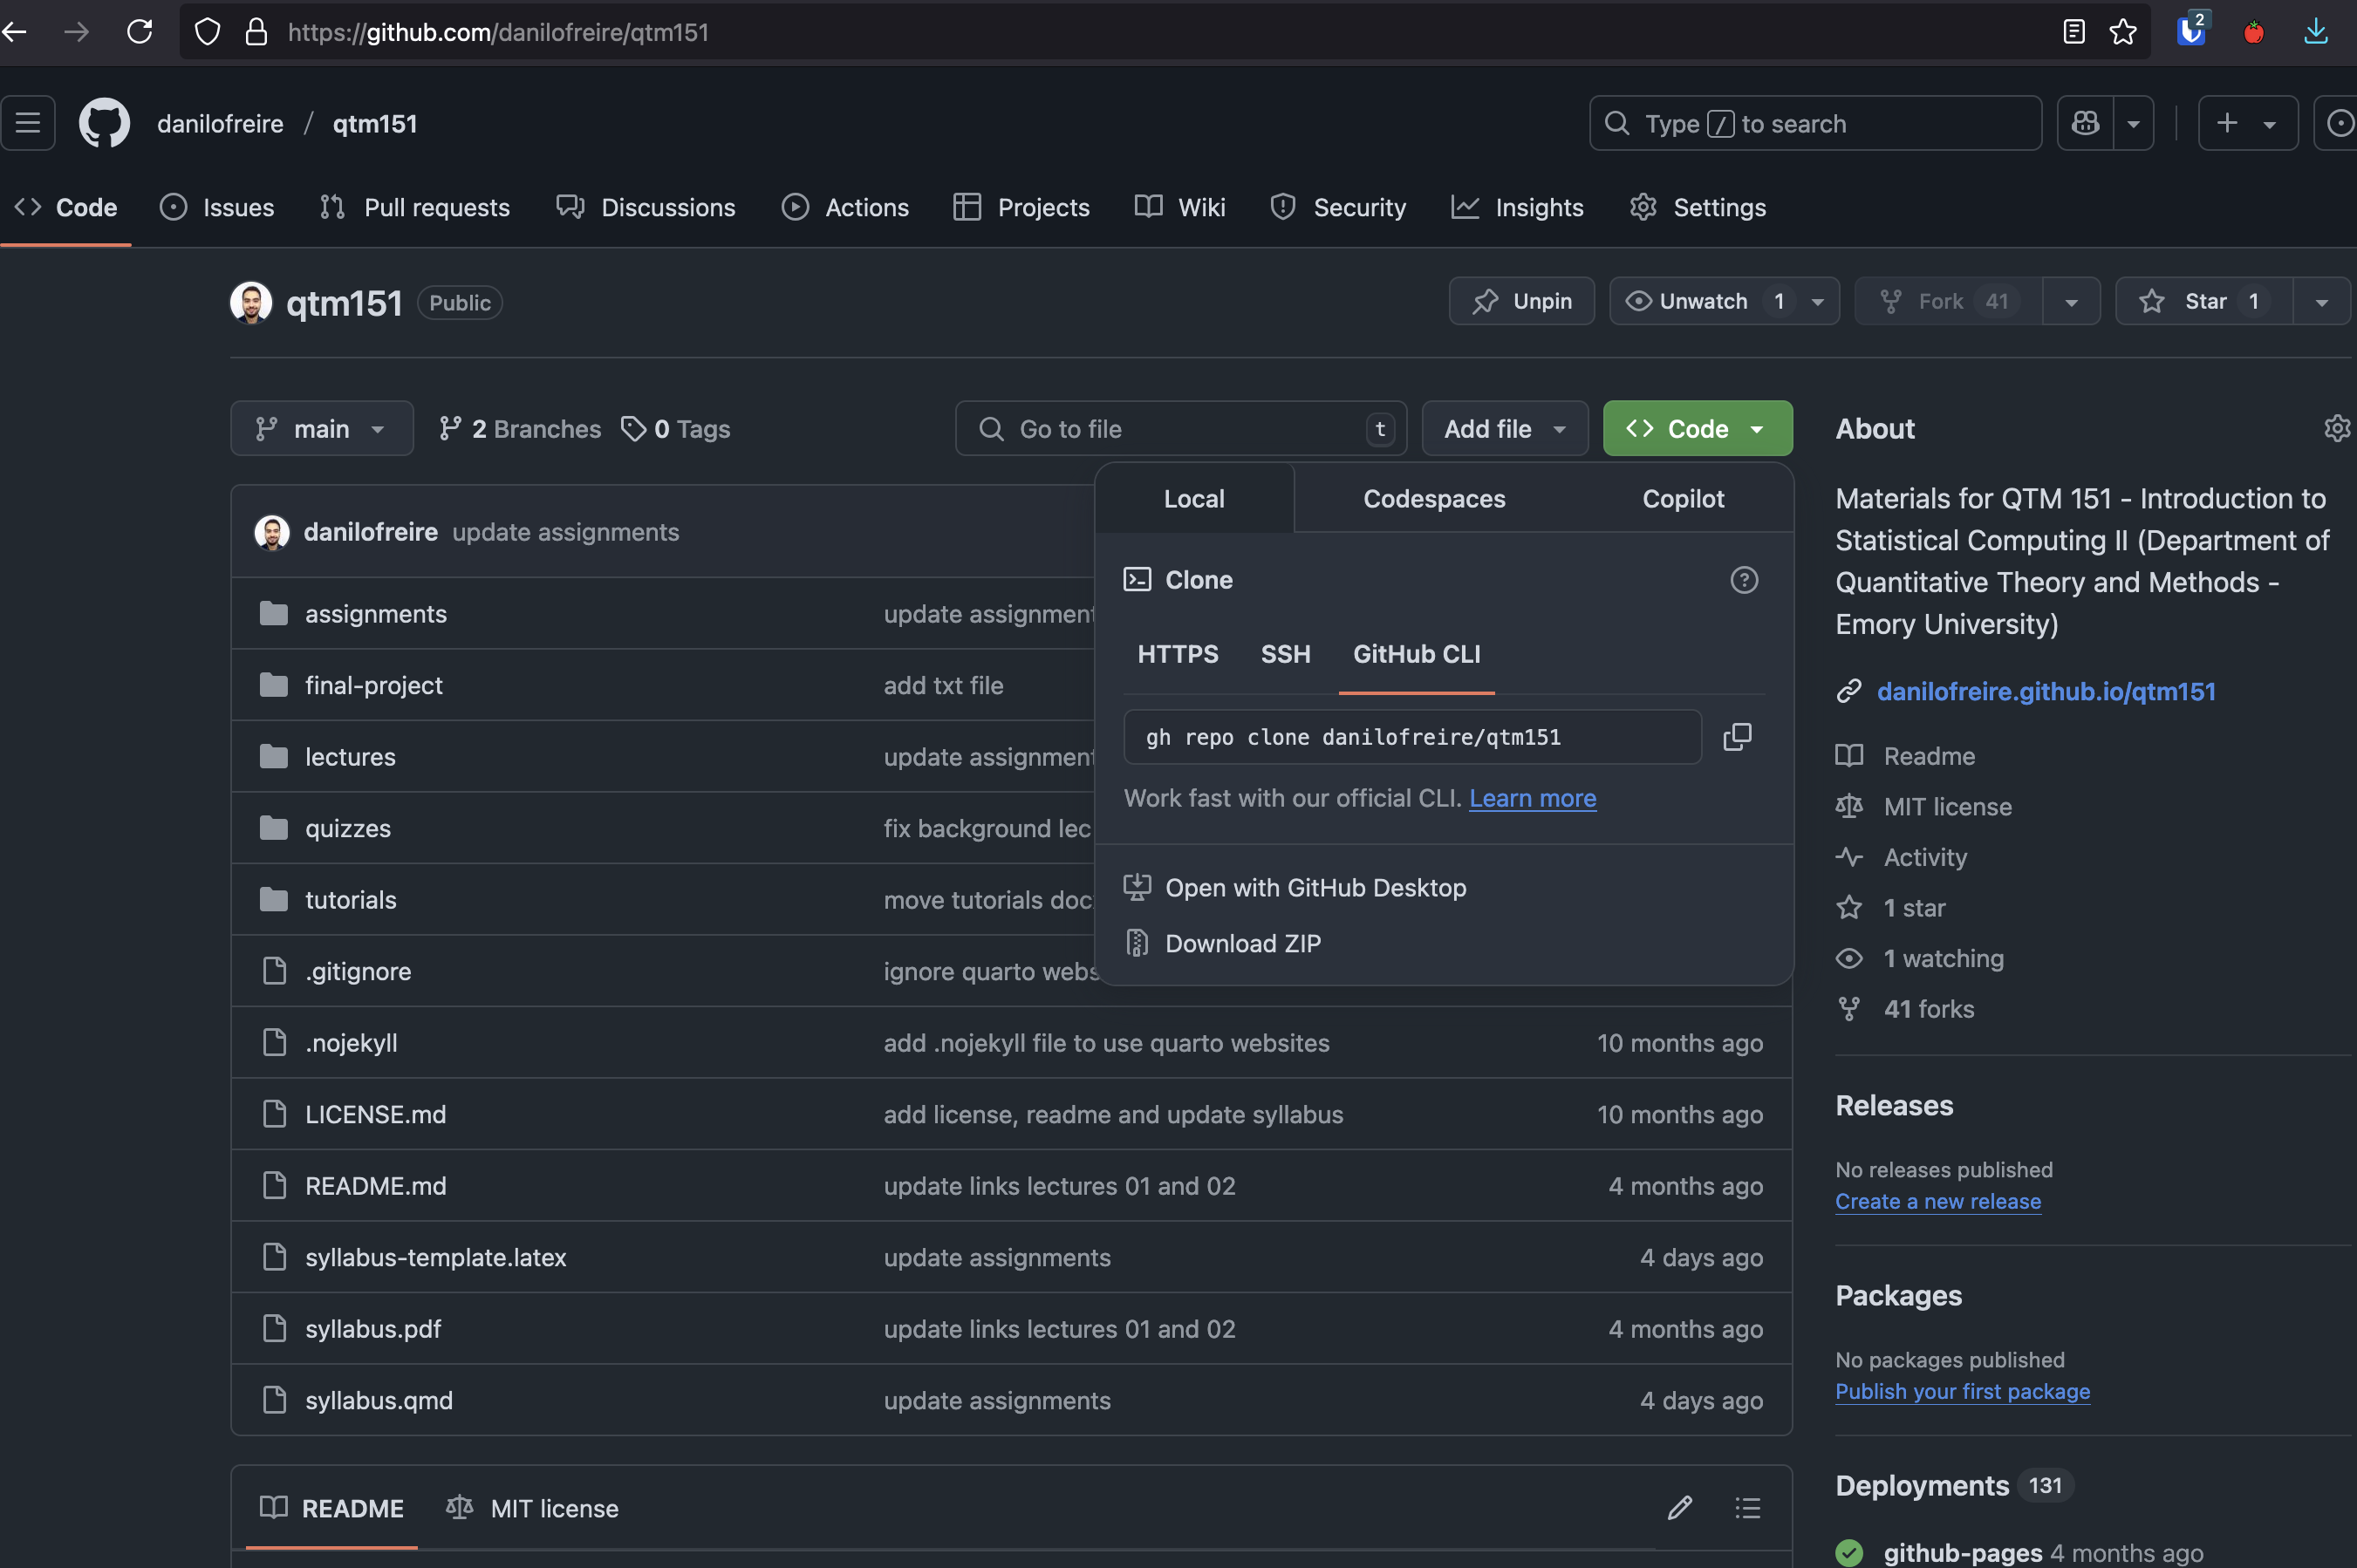 https://github.com/danilofreire/qtm151
2
danilofreire / qtm151
Type / to search
Code
Issues
Pull requests
Discussions
Actions
Projects
Wiki
Security
Insights
Settings
qtm151
Public
Unpin
Unwatch 1
Fork 41
Star 1
main
2 Branches
0 Tags
Go to file
t
Add file
Code
danilofreire update assignments
assignments
update assignment
final-project
add txt file
lectures
update assignment
quizzes
fix background lec
tutorials
move tutorials doc
.gitignore
ignore quarto webs
.nojekyll
add .nojekyll file to use quarto websites
10 months ago
LICENSE.md
add license, readme and update syllabus
10 months ago
README.md
update links lectures 01 and 02
4 months ago
syllabus-template.latex
update assignments
4 days ago
syllabus.pdf
update links lectures 01 and 02
4 months ago
syllabus.qmd
update assignments
4 days ago
Local
Codespaces
Copilot
Clone
HTTPS
SSH
GitHub CLI
gh repo clone danilofreire/qtm151
Work fast with our official CLI. Learn more
Open with GitHub Desktop
Download ZIP
README
MIT license
About
Materials for QTM 151 - Introduction to
Statistical Computing II (Department of
Quantitative Theory and Methods -
Emory University)
danilofreire.github.io/qtm151
Readme
MIT license
Activity
1 star
1 watching
41 forks
Releases
No releases published
Create a new release
Packages
No packages published
Publish your first package
Deployments 131
github-pages 4 months ago